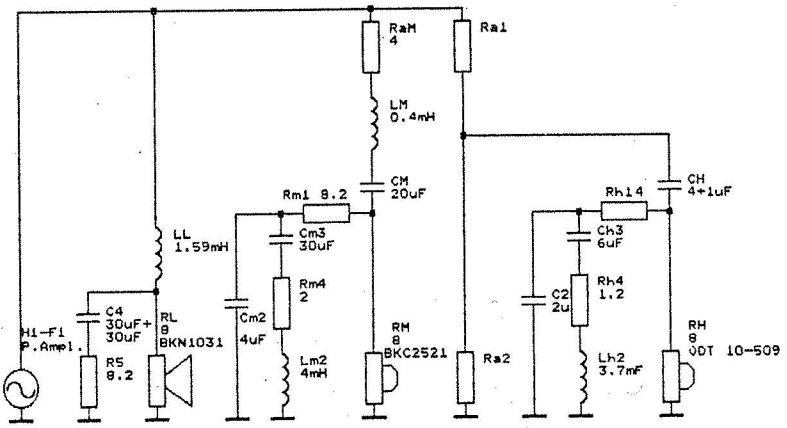 RaM
4
Ra1
LM
0.4mH
CM
20uF
CH
4+1uF
Rm1 8.2
Rh14
LL
1.59mH
Cm3
30uF
Ch3
6uF
Rm4
2
Rh4
1.2
C4
30uF+
30uF
RL
8
BKN1031
Cm2
4uF
C2
2u
Hi-Fi
P.Ampl.
RM
8
BKC2521
RH
8
QDT 10-509
R5
8.2
Lm2
4mH
Ra2
Lh2
3.7mF